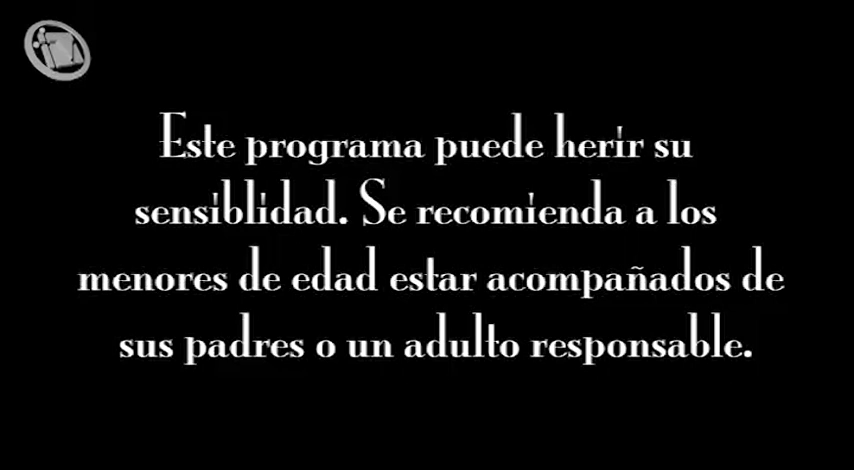 Este programa puede herir su
sensiblidad. Se recomienda a los
menores de edad estar acompañados de
sus padres o un adulto responsable.